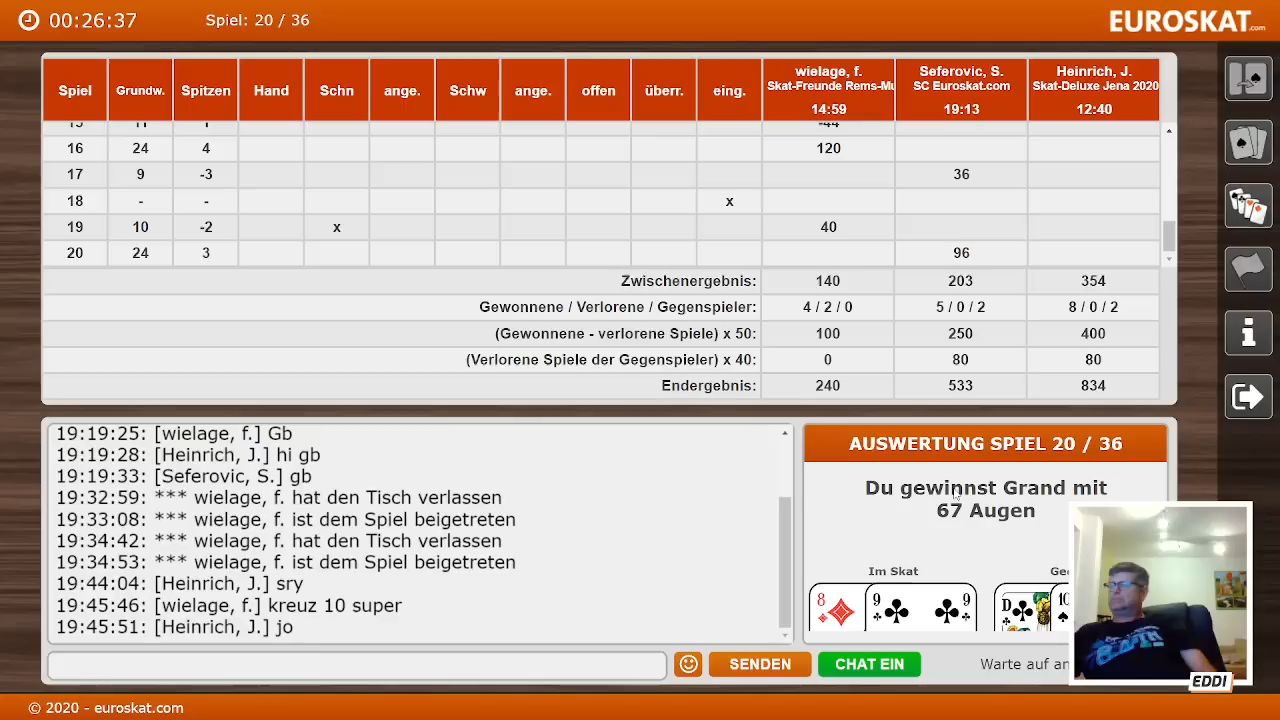 00:26:37
Spiel: 20 / 36
EUROSKAT.com
Spiel Grundw. Spitzen Hand Schn ange. Schw ange. offen überr. eing. wielage, f. Seferovic, S. Heinrich, J.
Skat-Freunde Rems-Mu SC Euroskat.com Skat-Deluxe Jena 2020
14:59 19:13 12:40
16 24 4 120
17 9 -3 36
18 - - x
19 10 -2 x 40
20 24 3 96
Zwischenergebnis: 140 203 354
Gewonnene / Verlorene / Gegenspieler: 4 / 2 / 0 5 / 0 / 2 8 / 0 / 2
(Gewonnene - verlorene Spiele) x 50: 100 250 400
(Verlorene Spiele der Gegenspieler) x 40: 0 80 80
Endergebnis: 240 533 834
19:19:25: [wielage, f.] Gb
19:19:28: [Heinrich, J.] hi gb
19:19:33: [Seferovic, S.] gb
19:32:59: *** wielage, f. hat den Tisch verlassen
19:33:08: *** wielage, f. ist dem Spiel beigetreten
19:34:42: *** wielage, f. hat den Tisch verlassen
19:34:53: *** wielage, f. ist dem Spiel beigetreten
19:44:04: [Heinrich, J.] sry
19:45:46: [wielage, f.] kreuz 10 super
19:45:51: [Heinrich, J.] jo
SENDEN
CHAT EIN
AUSWERTUNG SPIEL 20 / 36
Du gewinnst Grand mit
67 Augen
Im Skat
8
9 9
D 10
Warte auf
EDDI
© 2020 - euroskat.com